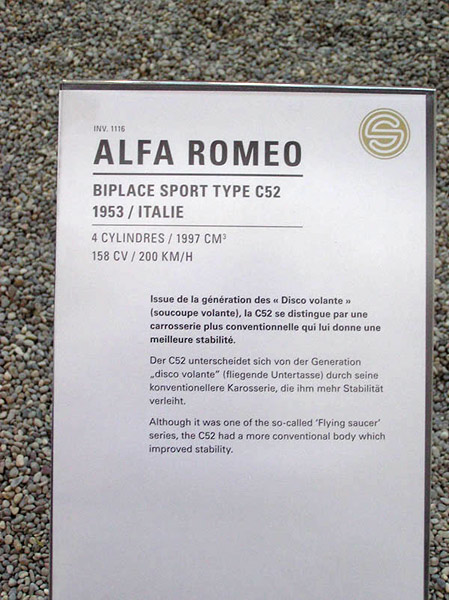 INV. 1116
ALFA ROMEO
BIPLACE SPORT TYPE C52
1953 / ITALIE
4 CYLINDRES / 1997 CM³
158 CV / 200 KM/H
Issue de la génération des « Disco volante »
(soucoupe volante), la C52 se distingue par une
carrosserie plus conventionnelle qui lui donne une
meilleure stabilité.
Der C52 unterscheidet sich von der Generation
„disco volante" (fliegende Untertasse) durch seine
konventionellere Karosserie, die ihm mehr Stabilität
verleiht.
Although it was one of the so-called 'Flying saucer'
series, the C52 had a more conventional body which
improved stability.